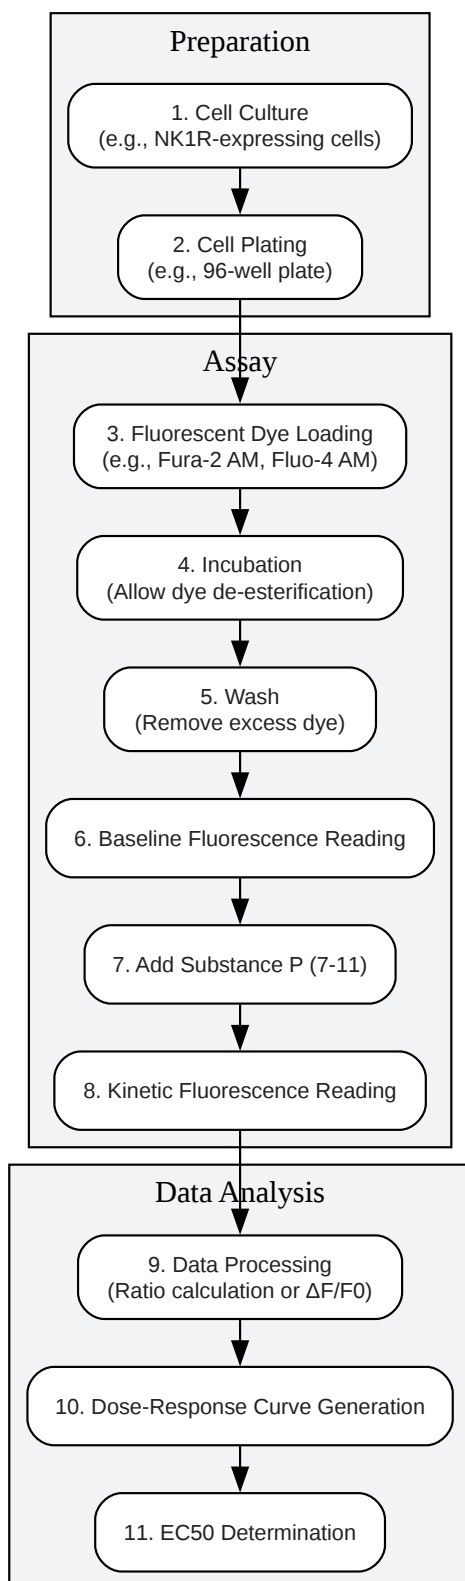 Preparation
1. Cell Culture
(e.g., NK1R-expressing cells)
2. Cell Plating
(e.g., 96-well plate)
Assay
3. Fluorescent Dye Loading
(e.g., Fura-2 AM, Fluo-4 AM)
4. Incubation
(Allow dye de-esterification)
5. Wash
(Remove excess dye)
6. Baseline Fluorescence Reading
7. Add Substance P (7-11)
8. Kinetic Fluorescence Reading
Data Analysis
9. Data Processing
(Ratio calculation or ΔF/F0)
10. Dose-Response Curve Generation
11. EC50 Determination